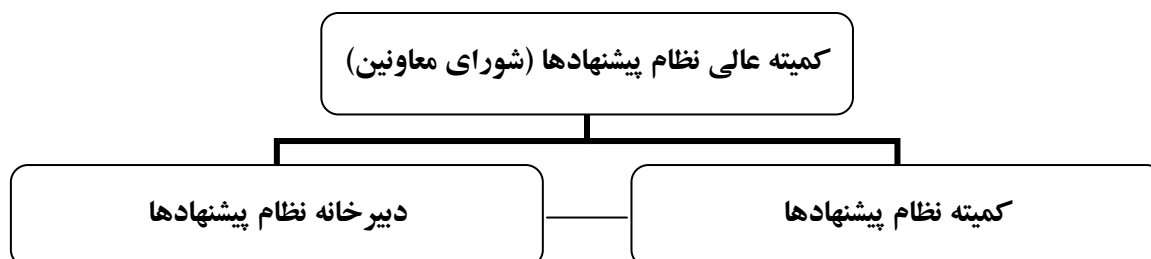 کمیته عالی نظام پیشنهادها (شورای معاونین)
کمیته نظام پیشنهادها
دبیرخانه نظام پیشنهادها